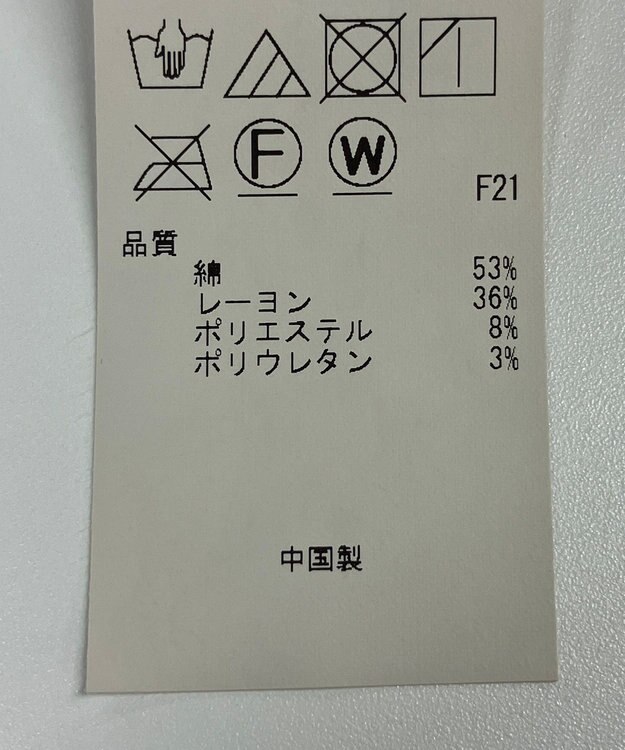 F W
F21
品質
綿 53%
レーヨン 36%
ポリエステル 8%
ポリウレタン 3%
中国製